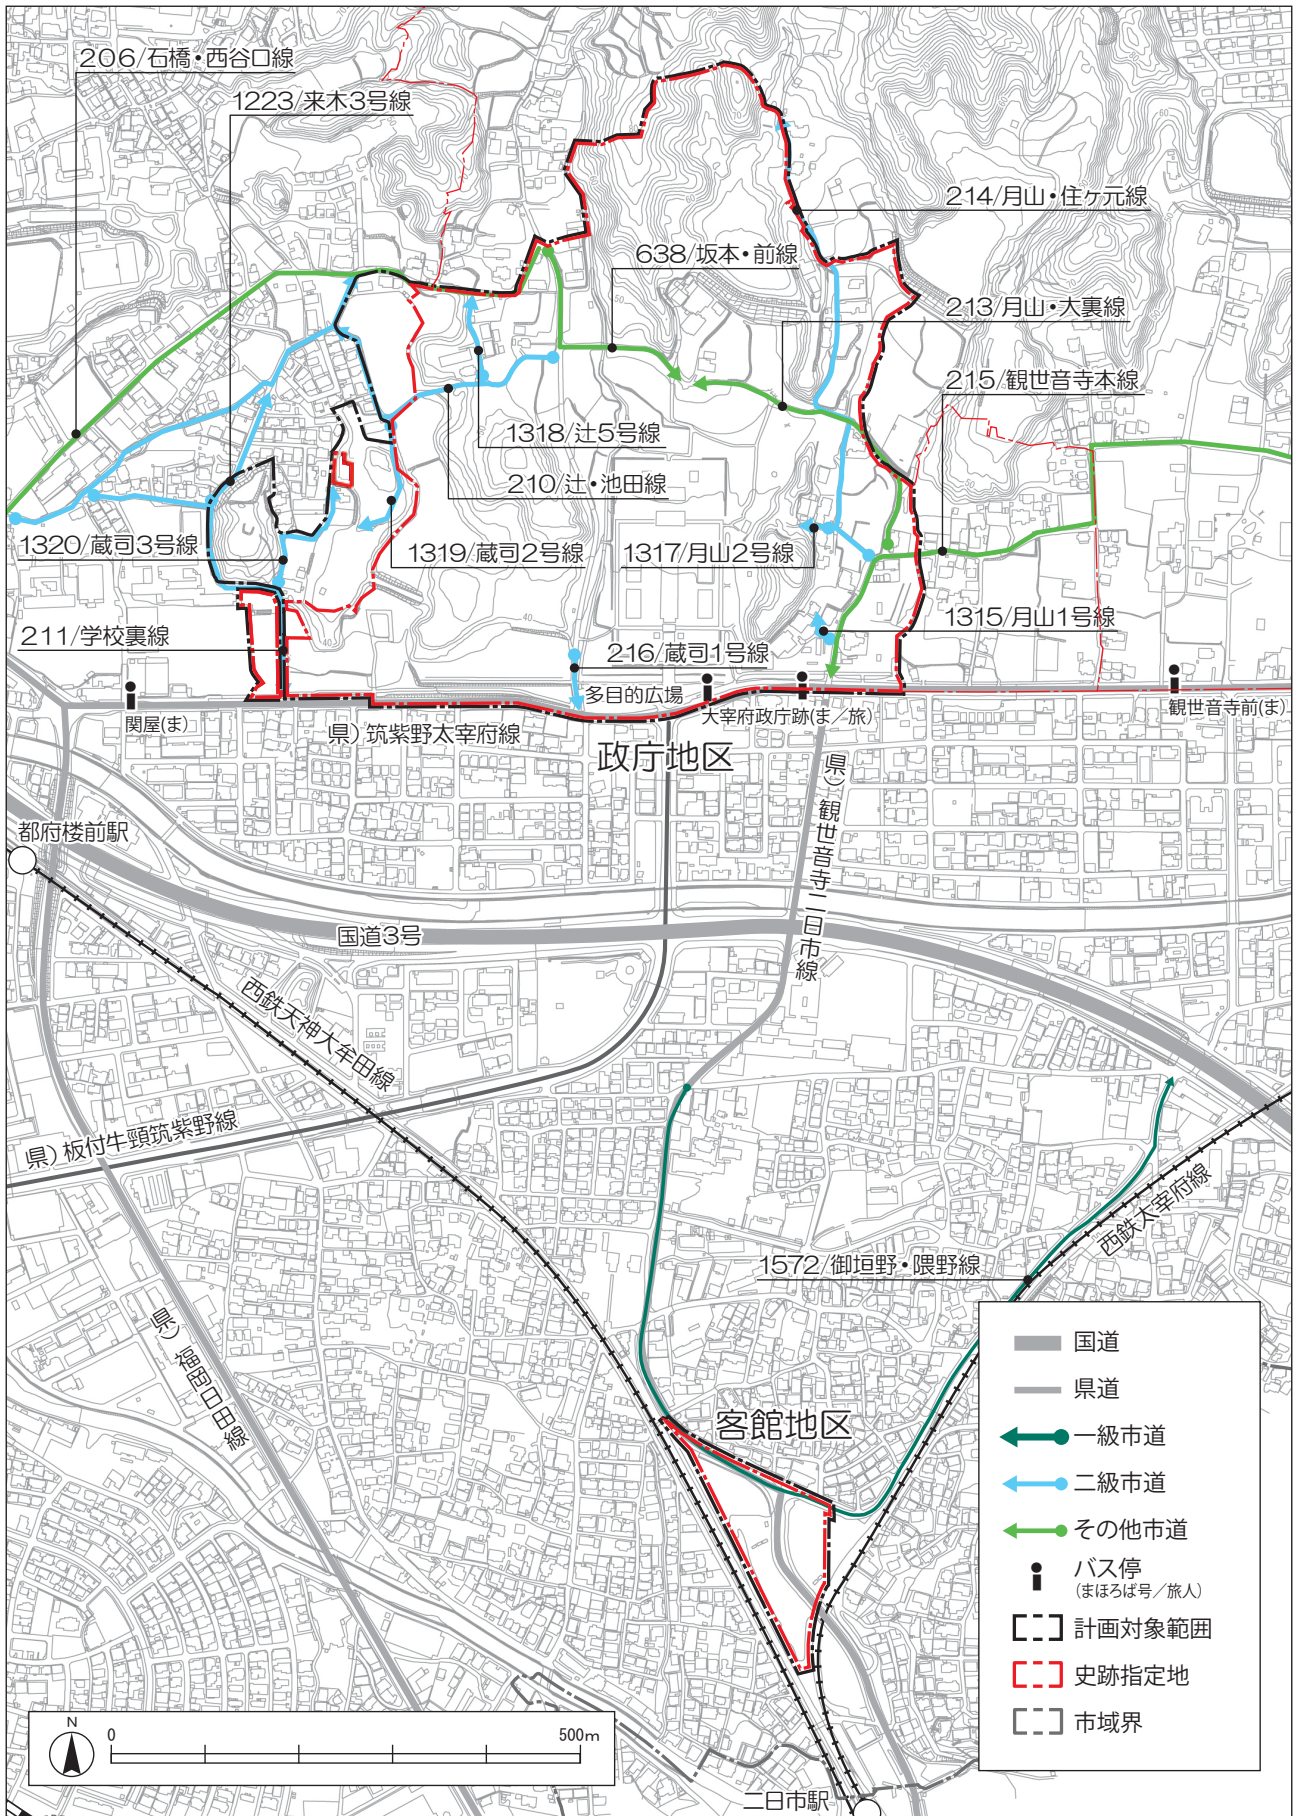 206/石橋・西谷口線
1223/来木3号線
214/月山・住ヶ元線
638/坂本・前線
213/月山・大裏線
215/観世音寺本線
1318/辻5号線
210/辻・池田線
1320/蔵司3号線
1319/蔵司2号線
1317/月山2号線
211/学校裏線
1315/月山1号線
216/蔵司1号線
多目的広場
関屋(ま)
大宰府政庁跡(ま/旅)
観世音寺前(ま)
県)筑紫野太宰府線
政庁地区
県)観世音寺二日市線
都府楼前駅
国道3号
西鉄天神大牟田線
県)板付牛頸筑紫野線
西鉄太宰府線
1572/御垣野・隈野線
県)福岡日田線
客館地区
国道
県道
一級市道
二級市道
その他市道
バス停
(まほろば号/旅人)
計画対象範囲
史跡指定地
市域界
N
0
500m
二日市駅